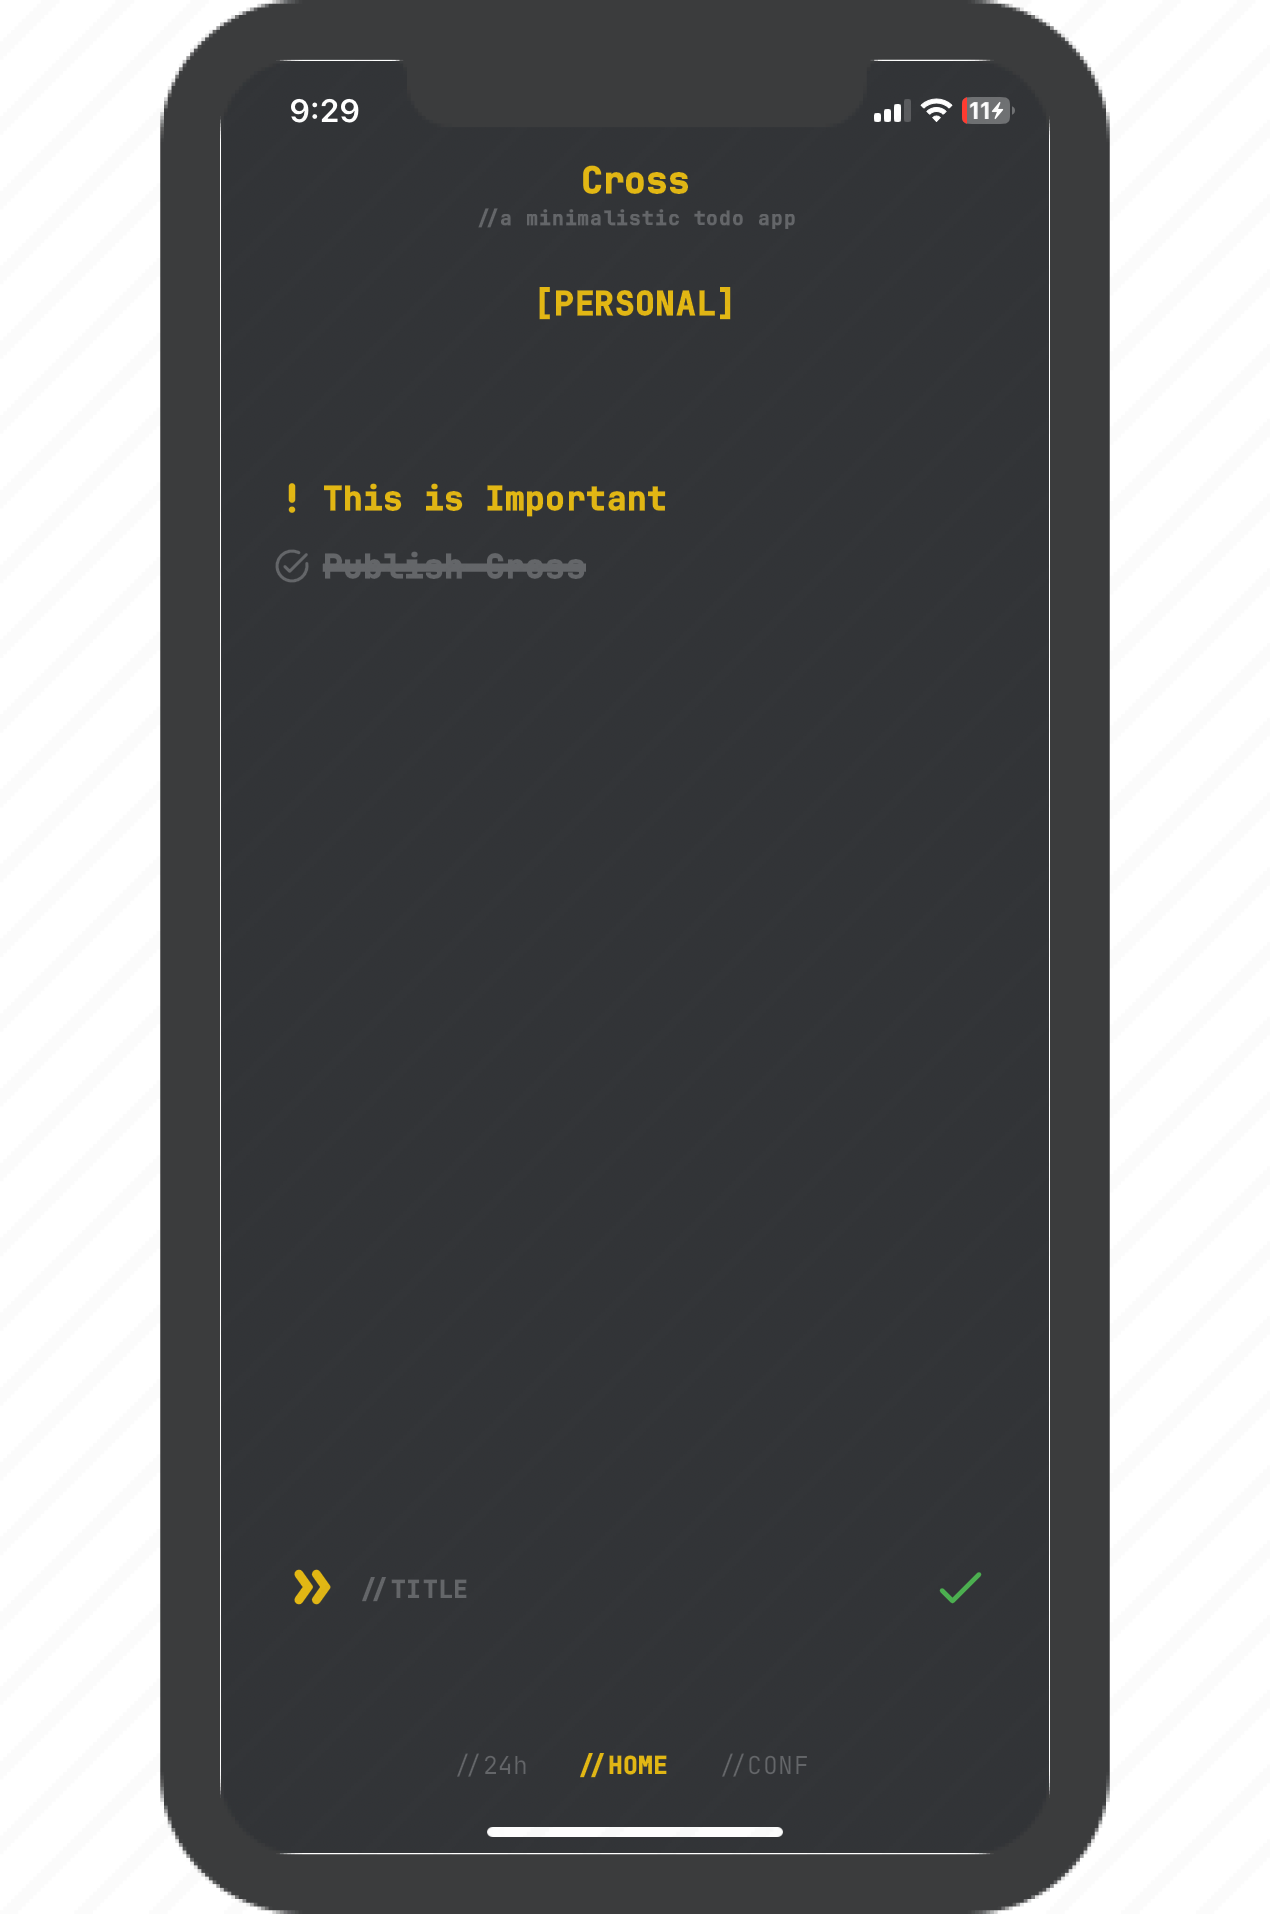 9:29
11
Cross
//a minimalistic todo app
[PERSONAL]
! This is Important
Publish Cross
//TITLE
//24h //HOME //CONF